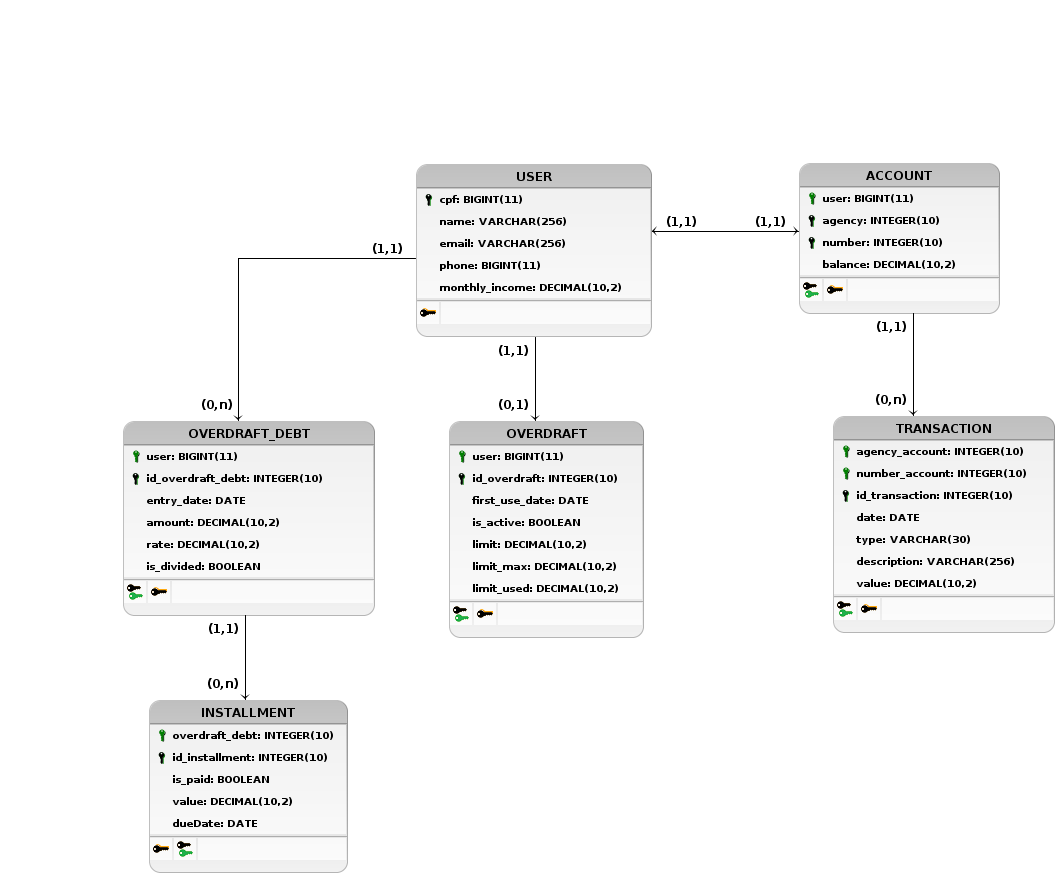 USER
cpf: BIGINT(11)
name: VARCHAR(256)
email: VARCHAR(256)
phone: BIGINT(11)
monthly_income: DECIMAL(10,2)
(1,1)
(1,1)
ACCOUNT
user: BIGINT(11)
agency: INTEGER(10)
number: INTEGER(10)
balance: DECIMAL(10,2)
(1,1)
(0,n)
(1,1)
(0,1)
(1,1)
(0,n)
OVERDRAFT_DEBT
user: BIGINT(11)
id_overdraft_debt: INTEGER(10)
entry_date: DATE
amount: DECIMAL(10,2)
rate: DECIMAL(10,2)
is_divided: BOOLEAN
OVERDRAFT
user: BIGINT(11)
id_overdraft: INTEGER(10)
first_use_date: DATE
is_active: BOOLEAN
limit: DECIMAL(10,2)
limit_max: DECIMAL(10,2)
limit_used: DECIMAL(10,2)
TRANSACTION
agency_account: INTEGER(10)
number_account: INTEGER(10)
id_transaction: INTEGER(10)
date: DATE
type: VARCHAR(30)
description: VARCHAR(256)
value: DECIMAL(10,2)
(1,1)
(0,n)
INSTALLMENT
overdraft_debt: INTEGER(10)
id_installment: INTEGER(10)
is_paid: BOOLEAN
value: DECIMAL(10,2)
dueDate: DATE